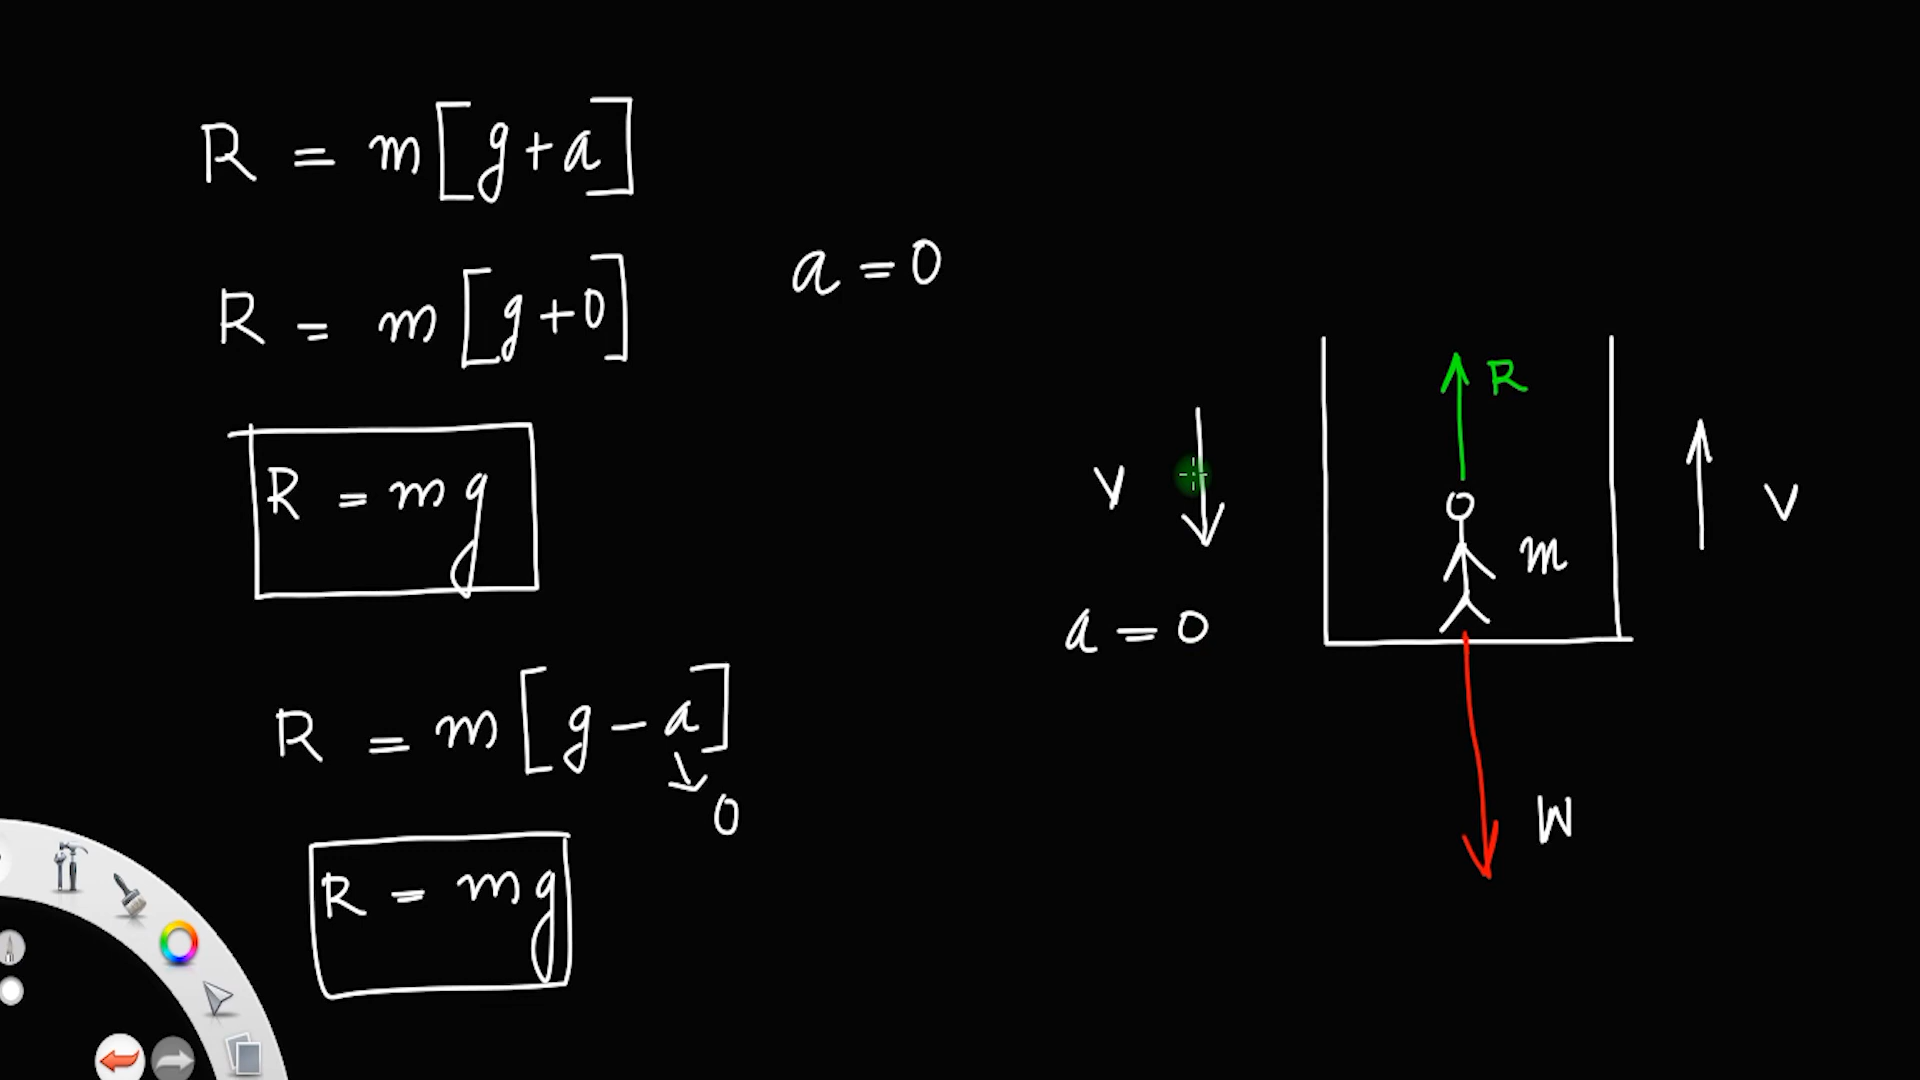 R = m[g+a]
a = 0
R = m[g+0]
R
R = mg
V
V
m
a = 0
R = m[g-a]
0
W
R = mg